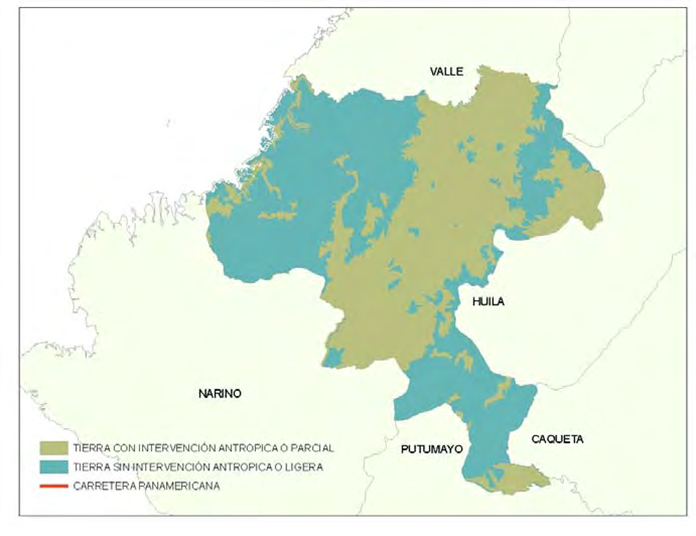 VALLE
HUILA
NARINO
PUTUMAYO
CAQUETA
TIERRA CON INTERVENCIÓN ANTROPICA O PARCIAL
TIERRA SIN INTERVENCIÓN ANTROPICA O LIGERA
CARRETERA PANAMERICANA